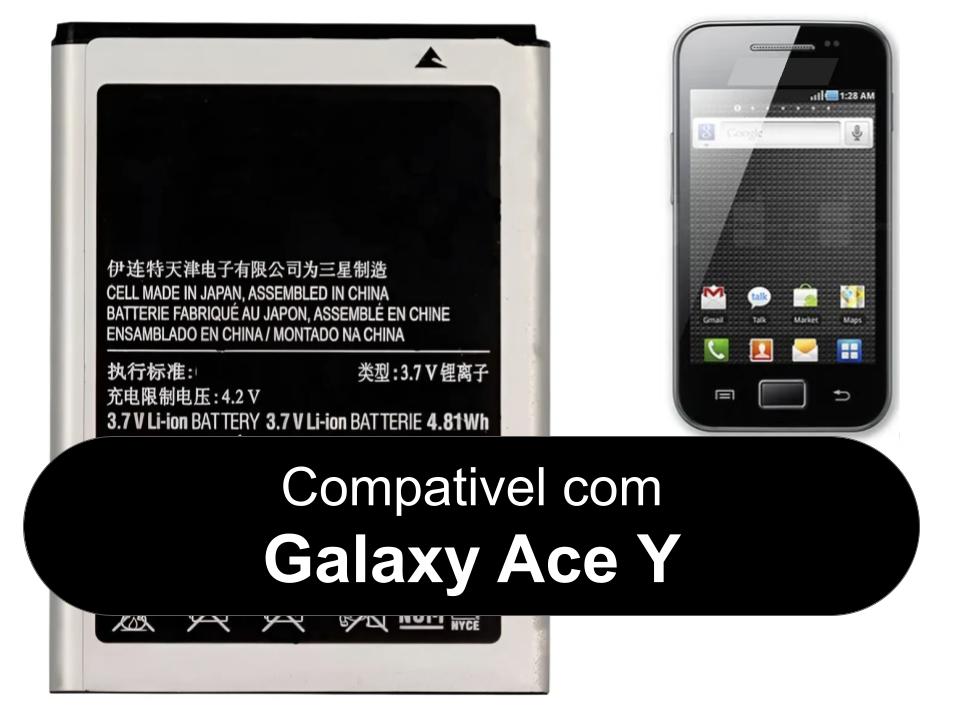 伊连特天津电子有限公司为三星制造
CELL MADE IN JAPAN, ASSEMBLED IN CHINA
BATTERIE FABRIQUÉ AU JAPON, ASSEMBLÉ EN CHINE
ENSAMBLADO EN CHINA / MONTADO NA CHINA
执行标准:
类型:3.7 V 锂离子
充电限制电压:4.2 V
3.7 V Li-ion BATTERY 3.7 V Li-ion BATTERIE 4.81Wh
Compativel com
Galaxy Ace Y
NYCE
1:28 AM
Google
talk
Gmail
Talk
Market
Maps